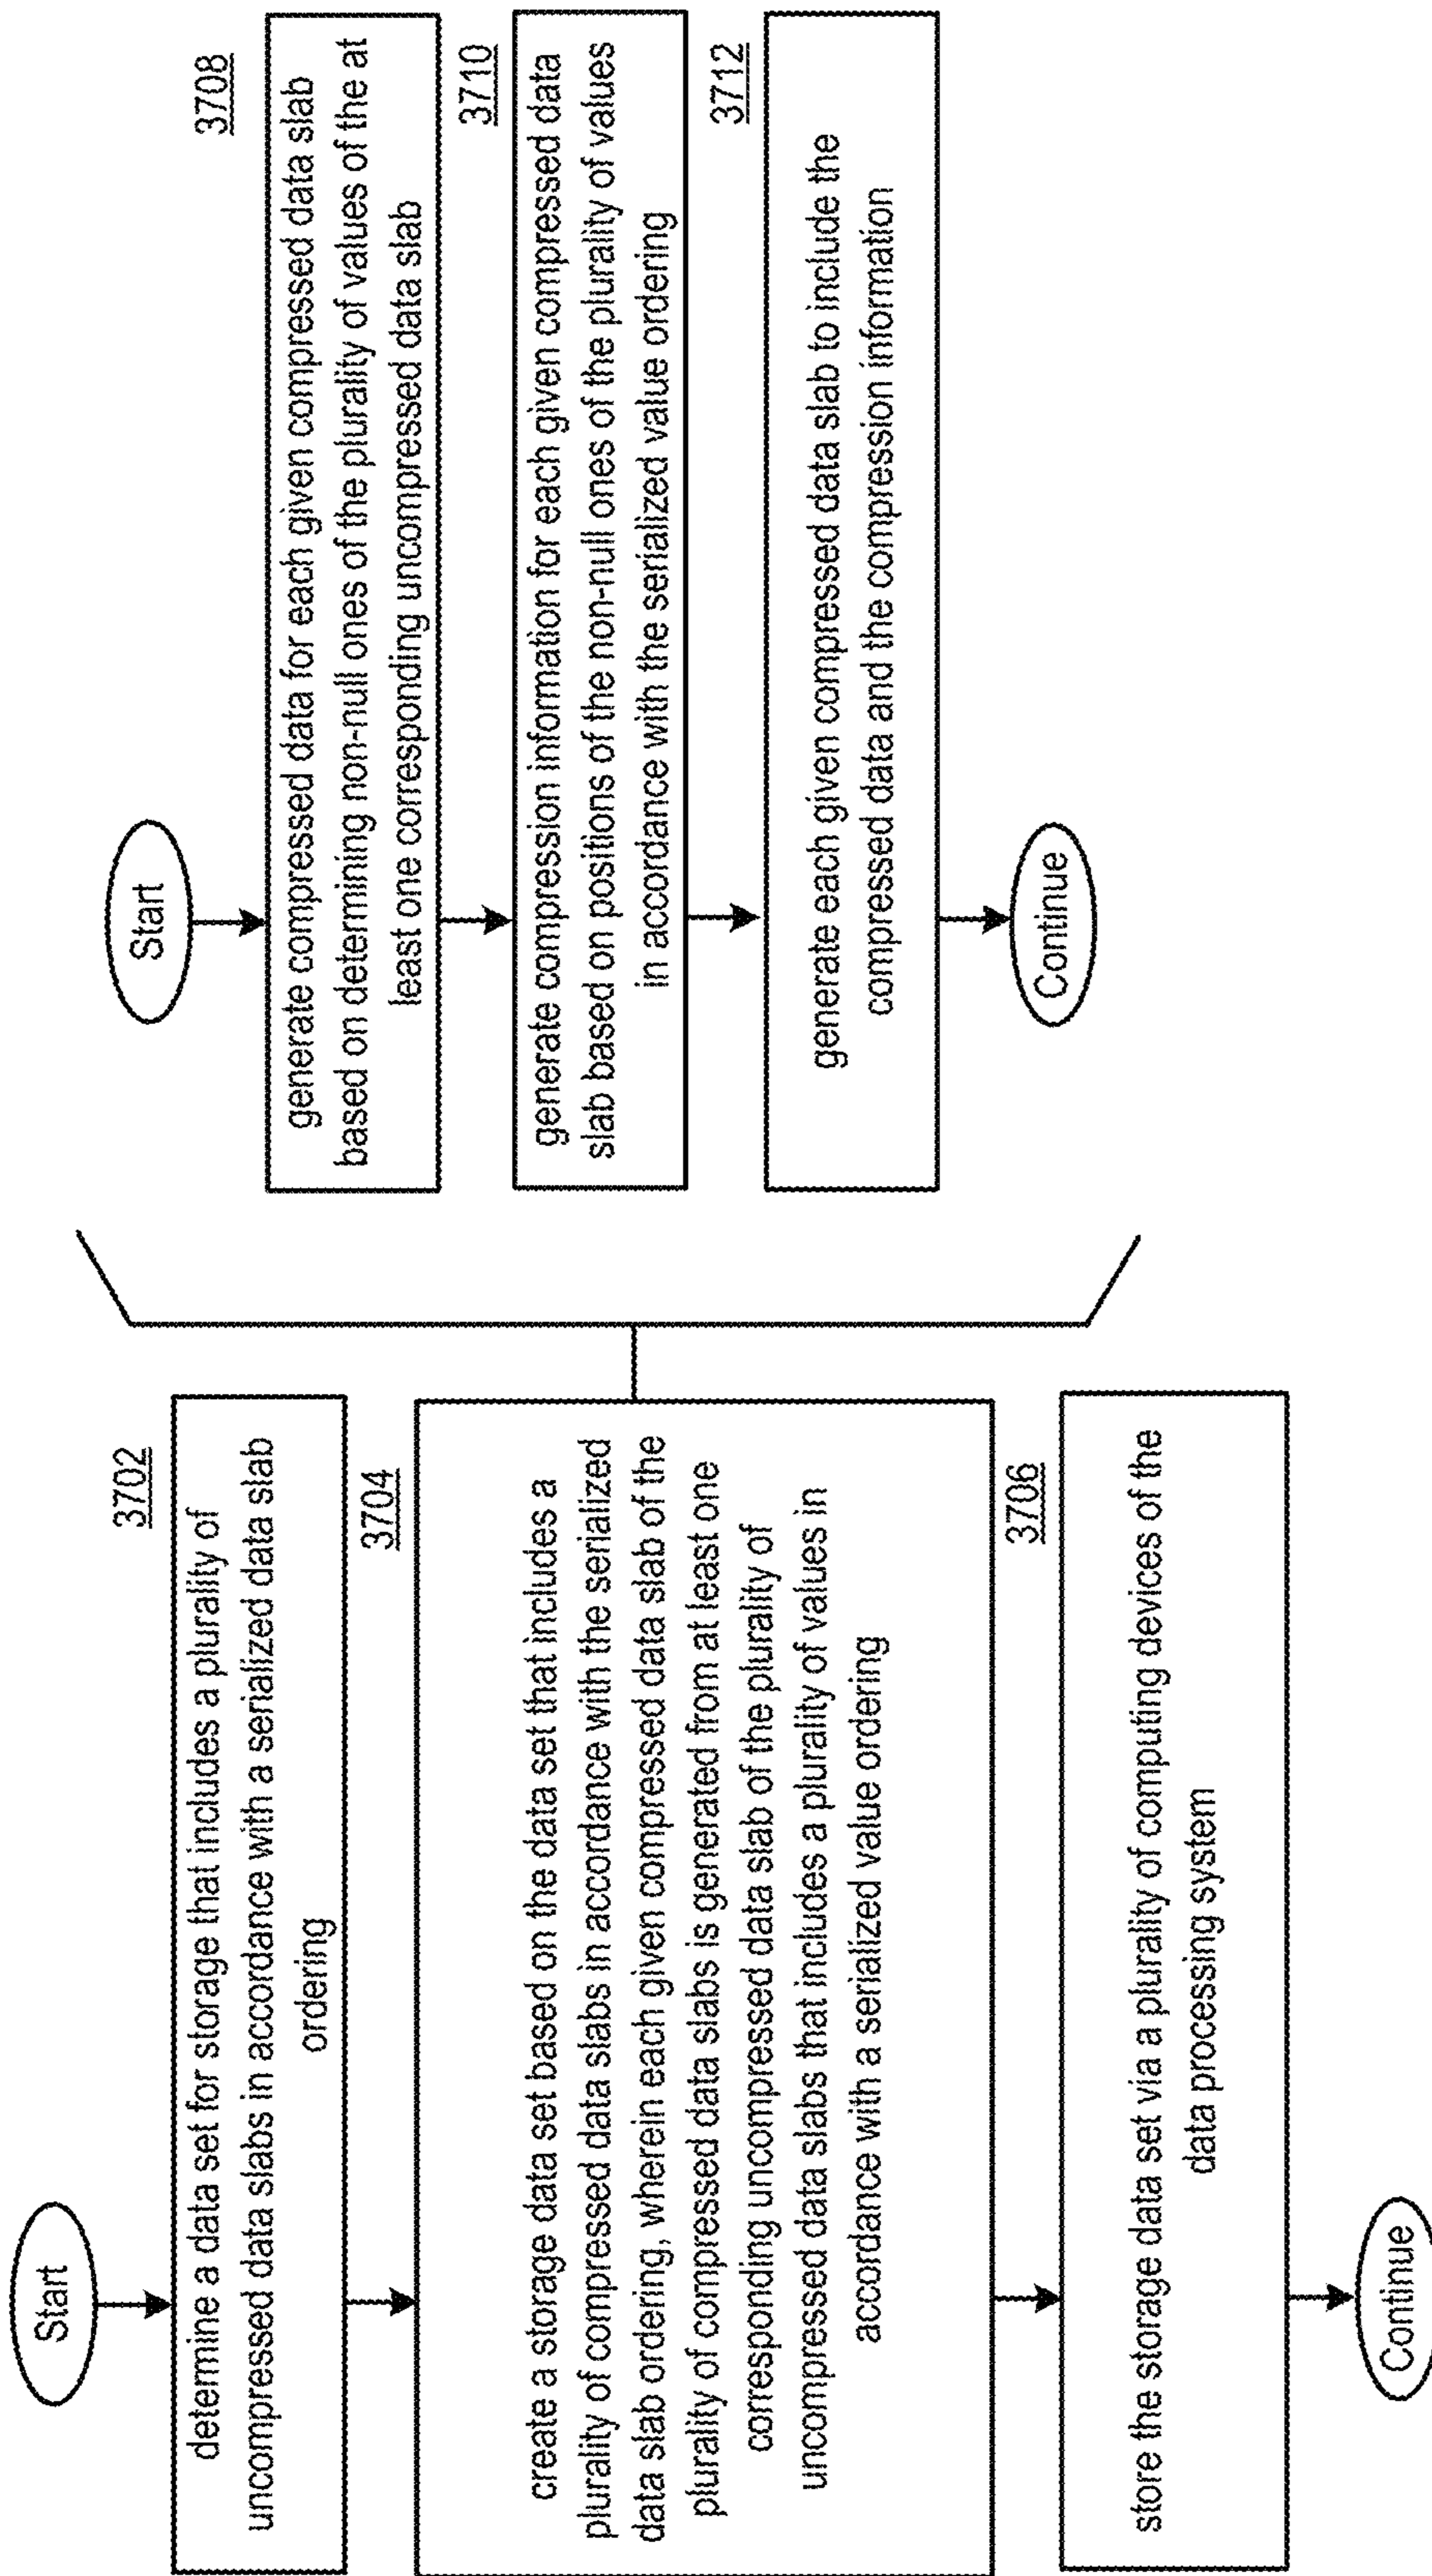 Start
3702
determine a data set for storage that includes a plurality of
uncompressed data slabs in accordance with a serialized data slab
ordering
3704
create a storage data set based on the data set that includes a
plurality of compressed data slabs in accordance with the serialized
data slab ordering, wherein each given compressed data slab of the
plurality of compressed data slabs is generated from at least one
corresponding uncompressed data slab of the plurality of
uncompressed data slabs that includes a plurality of values in
accordance with a serialized value ordering
3706
store the storage data set via a plurality of computing devices of the
data processing system
Continue
Start
3708
generate compressed data for each given compressed data slab
based on determining non-null ones of the plurality of values of the at
least one corresponding uncompressed data slab
3710
generate compression information for each given compressed data
slab based on positions of the non-null ones of the plurality of values
in accordance with the serialized value ordering
3712
generate each given compressed data slab to include the
compressed data and the compression information
Continue